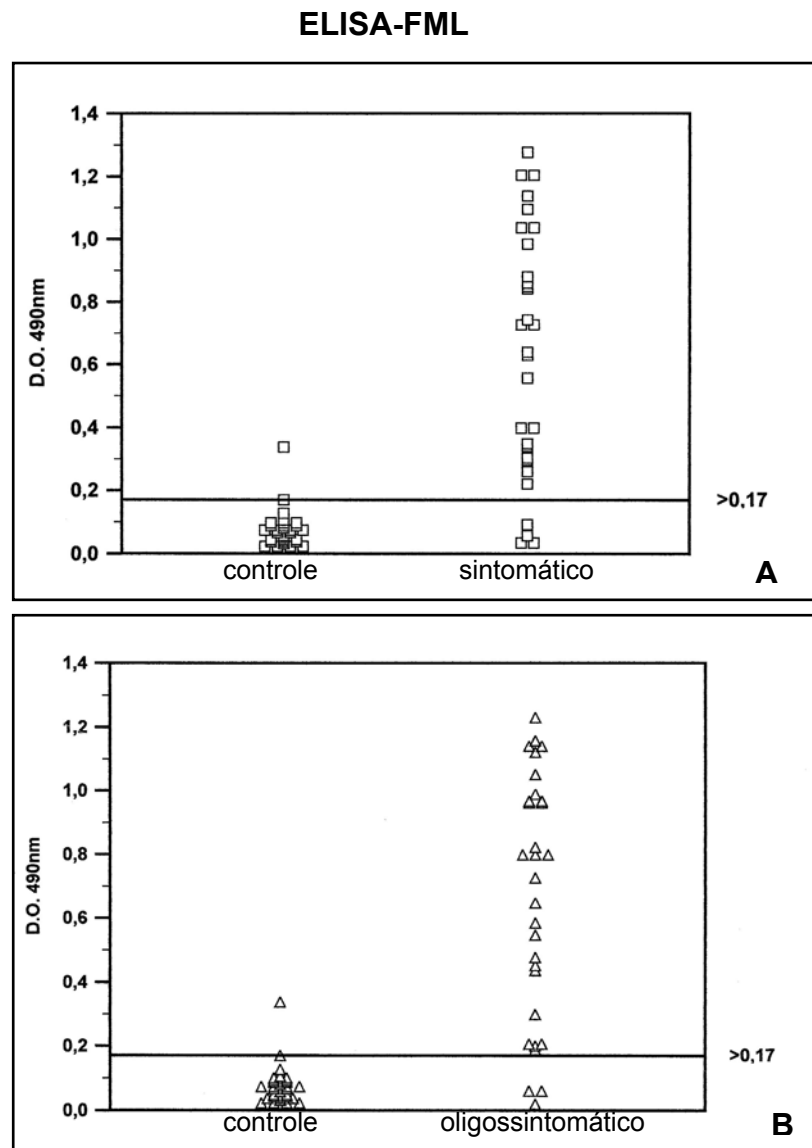 ELISA-FML
1,4
1,2
1,0
0,8
0,6
0,4
0,2
0,0
D.O. 490nm
>0,17
controle sintomático
A
1,4
1,2
1,0
0,8
0,6
0,4
0,2
0,0
D.O. 490nm
>0,17
controle oligossintomático
B